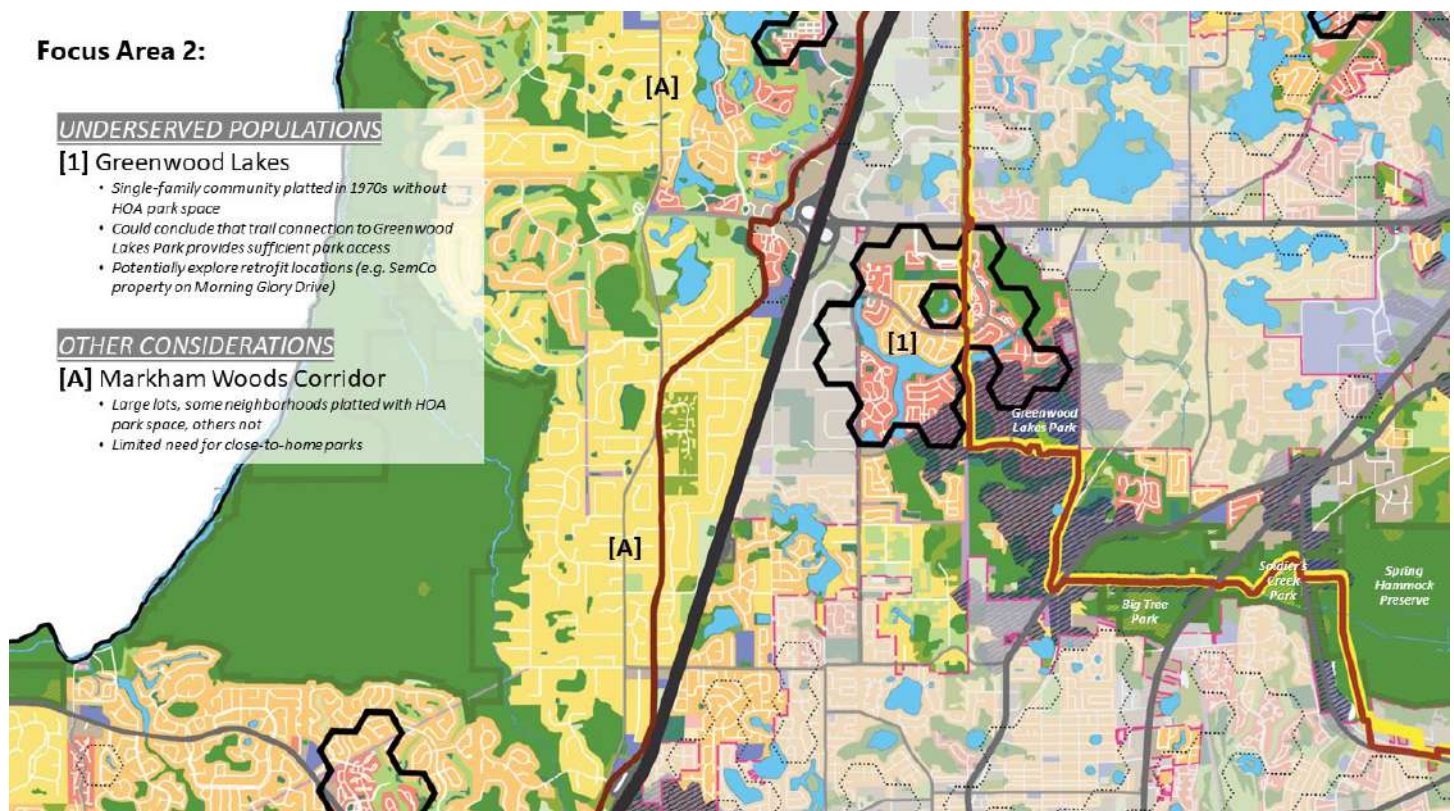 Focus Area 2:
UNDERSERVED POPULATIONS
[1] Greenwood Lakes
• Single-family community platted in 1970s without
HOA park space
• Could conclude that trail connection to Greenwood
Lakes Park provides sufficient park access
• Potentially explore retrofit locations (e.g. SemCo
property on Morning Glory Drive)
OTHER CONSIDERATIONS
[A] Markham Woods Corridor
• Large lots, some neighborhoods platted with HOA
park space, others not
• Limited need for close-to-home parks
[A]
[1]
Greenwood
Lakes Park
[A]
Soldier's
Creek
Park
Spring
Hammock
Preserve
Big Tree
Park